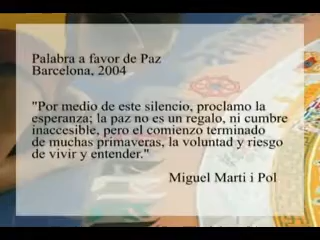 Palabra a favor de Paz
Barcelona, 2004
"Por medio de este silencio, proclamo la
esperanza; la paz no es un regalo, ni cumbre
inaccesible, pero el comienzo terminado
de muchas primaveras, la voluntad y riesgo
de vivir y entender."
Miguel Marti i Pol